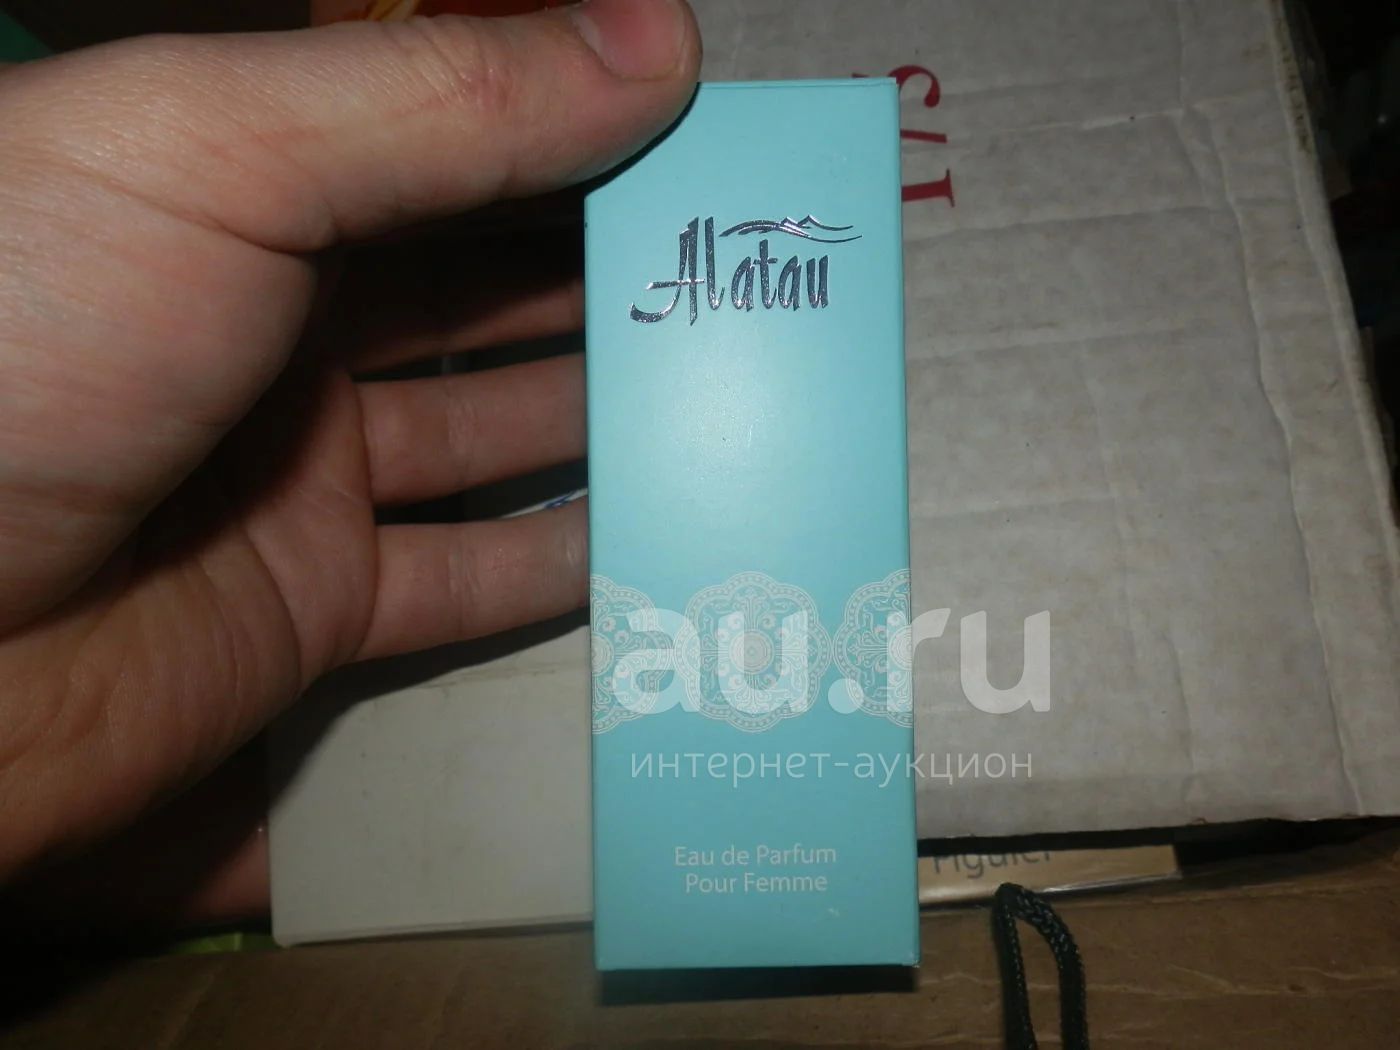 Alatau
au.ru
интернет-аукцион
Eau de Parfum
Pour Femme